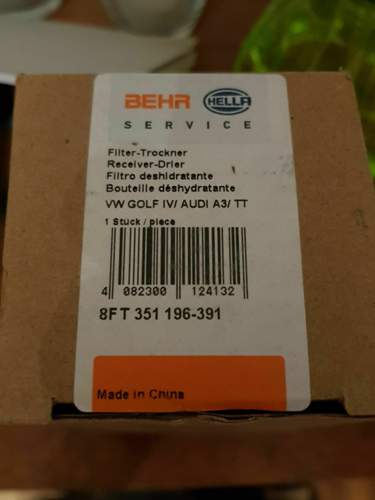 BEHR HELLA
SERVICE
Filter-Trockner
Receiver-Drier
Filtro deshidratante
Bouteille déshydratante
VW GOLF IV/ AUDI A3/ TT
1 Stück / piece
4 082300 124132
8FT 351 196-391
Made in China